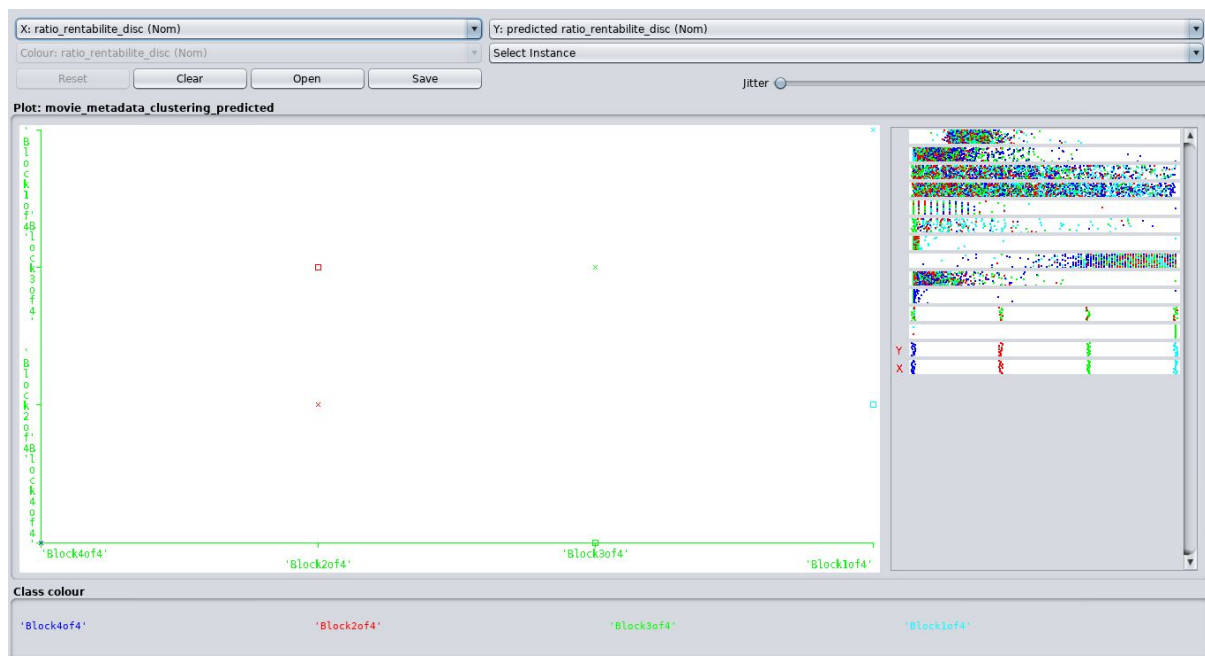 X: ratio_rentabilite_disc (Nom)
Y: predicted ratio_rentabilite_disc (Nom)
Colour: ratio_rentabilite_disc (Nom)
Select Instance
Reset
Clear
Open
Save
Jitter
Plot: movie_metadata_clustering_predicted
'Block1of4'
'Block3of4'
'Block2of4'
'Block4of4'
'Block4of4'
'Block2of4'
'Block3of4'
'Block1of4'
Y
X
Class colour
'Block4of4'
'Block2of4'
'Block3of4'
'Block1of4'